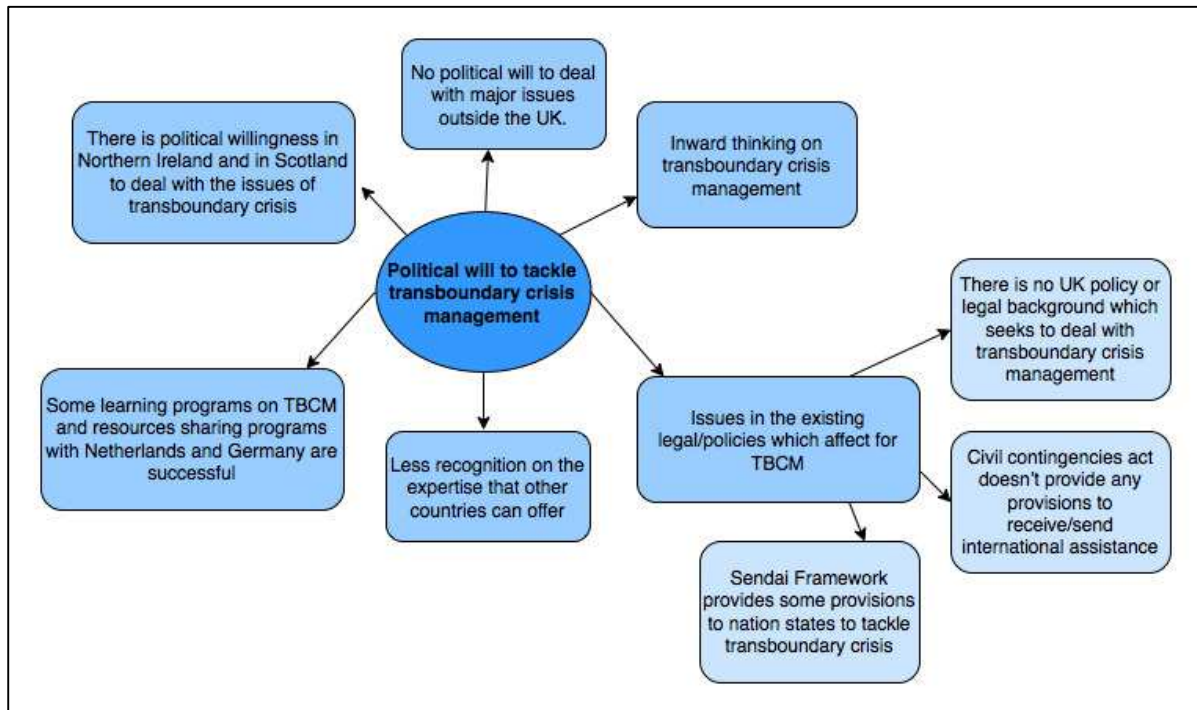 No political will to deal
with major issues
outside the UK.
There is political willingness in
Northern Ireland and in Scotland
to deal with the issues of
transboundary crisis
Inward thinking on
transboundary crisis
management
Political will to tackle
transboundary crisis
management
There is no UK policy or
legal background which
seeks to deal with
transboundary crisis
management
Some learning programs on TBCM
and resources sharing programs
with Netherlands and Germany are
successful
Less recognition on the
expertise that other
countries can offer
Issues in the existing
legal/policies which affect for
TBCM
Civil contingencies act
doesn't provide any
provisions to
receive/send
international assistance
Sendai Framework
provides some provisions
to nation states to tackle
transboundary crisis